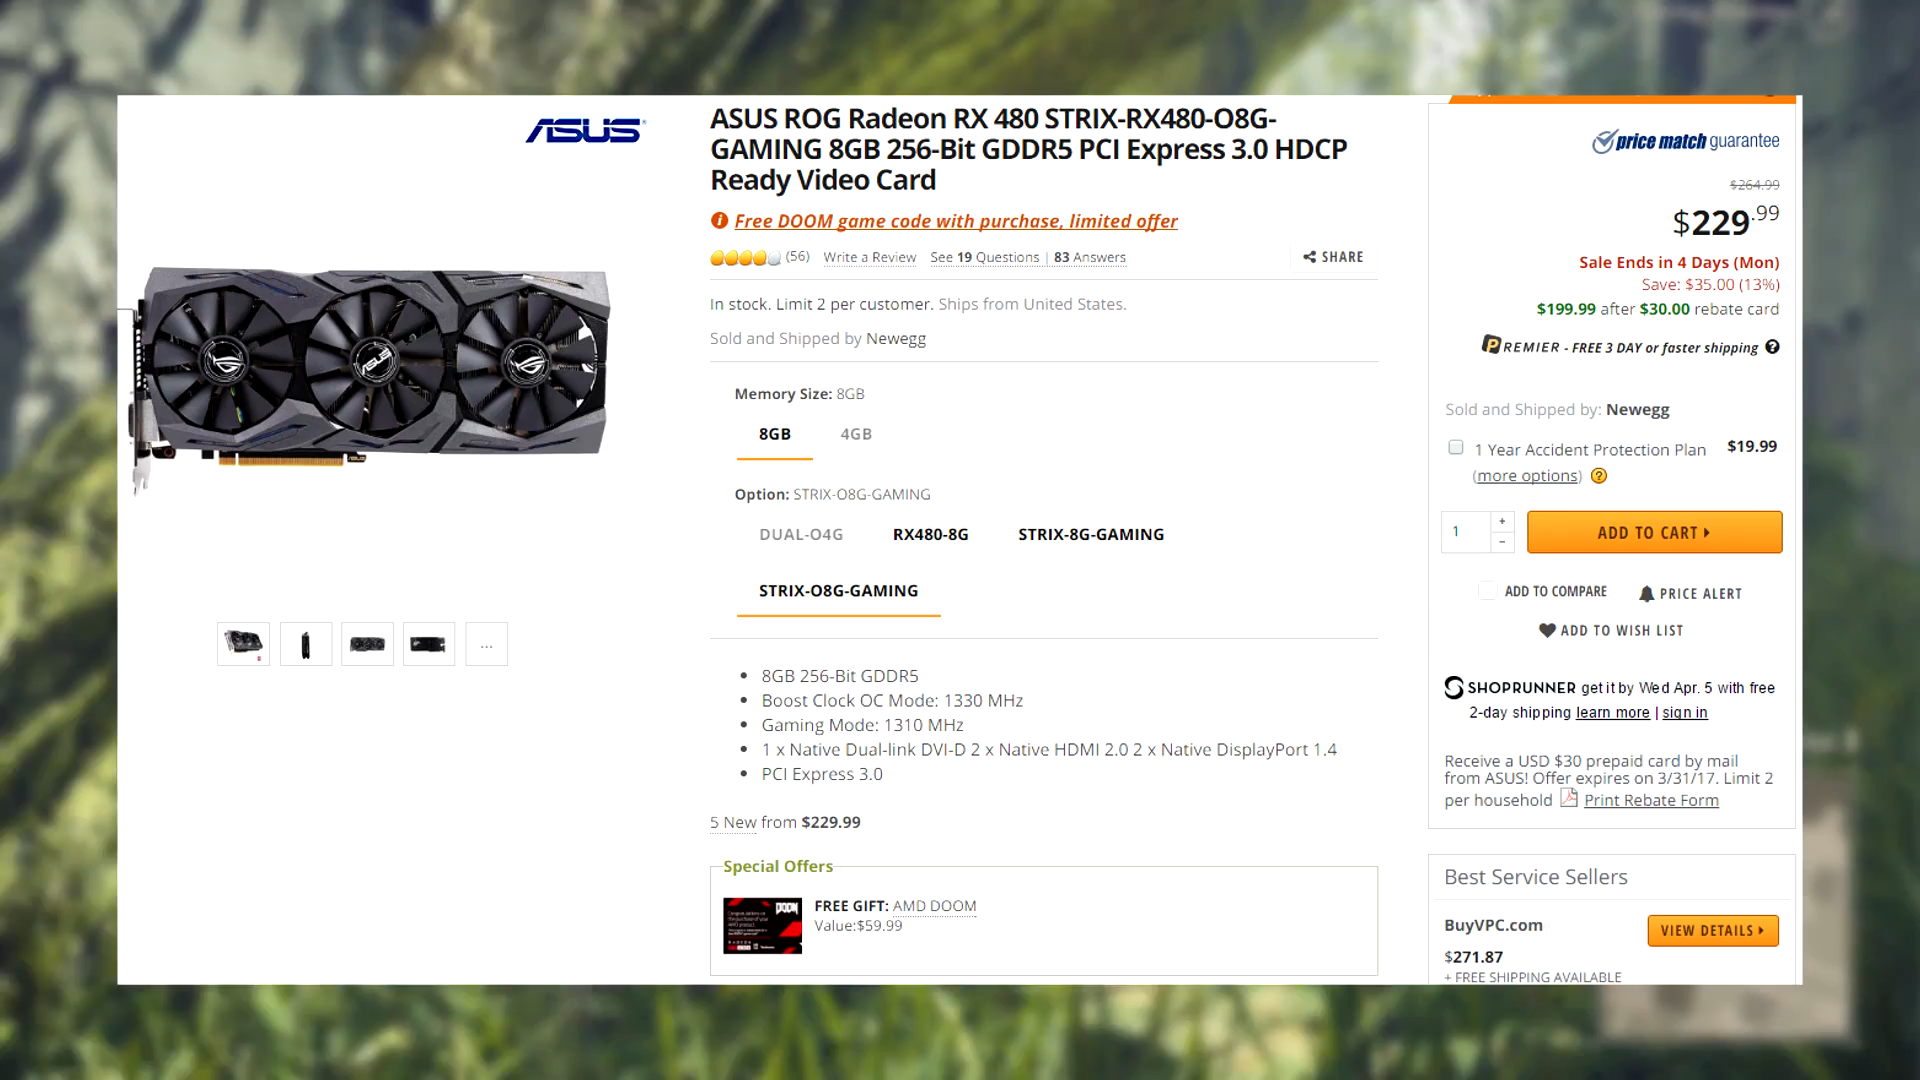 ASUS
ASUS ROG Radeon RX 480 STRIX-RX480-O8G-
GAMING 8GB 256-Bit GDDR5 PCI Express 3.0 HDCP
Ready Video Card
Free DOOM game code with purchase, limited offer
(56) Write a Review See 19 Questions | 83 Answers
SHARE
In stock. Limit 2 per customer. Ships from United States.
Sold and Shipped by Newegg
Memory Size: 8GB
8GB 4GB
Option: STRIX-O8G-GAMING
DUAL-O4G RX480-8G STRIX-8G-GAMING
STRIX-O8G-GAMING
...
8GB 256-Bit GDDR5
Boost Clock OC Mode: 1330 MHz
Gaming Mode: 1310 MHz
1 x Native Dual-link DVI-D 2 x Native HDMI 2.0 2 x Native DisplayPort 1.4
PCI Express 3.0
5 New from $229.99
Special Offers
DOOM
FREE GIFT: AMD DOOM
Value:$59.99
price match guarantee
$264.99
$229.99
Sale Ends in 4 Days (Mon)
Save: $35.00 (13%)
$199.99 after $30.00 rebate card
PREMIER - FREE 3 DAY or faster shipping ?
Sold and Shipped by: Newegg
1 Year Accident Protection Plan $19.99
(more options) ?
1 + - ADD TO CART
ADD TO COMPARE PRICE ALERT
ADD TO WISH LIST
SHOPRUNNER get it by Wed Apr. 5 with free
2-day shipping learn more | sign in
Receive a USD $30 prepaid card by mail
from ASUS! Offer expires on 3/31/17. Limit 2
per household Print Rebate Form
Best Service Sellers
BuyVPC.com
VIEW DETAILS
$271.87
+ FREE SHIPPING AVAILABLE